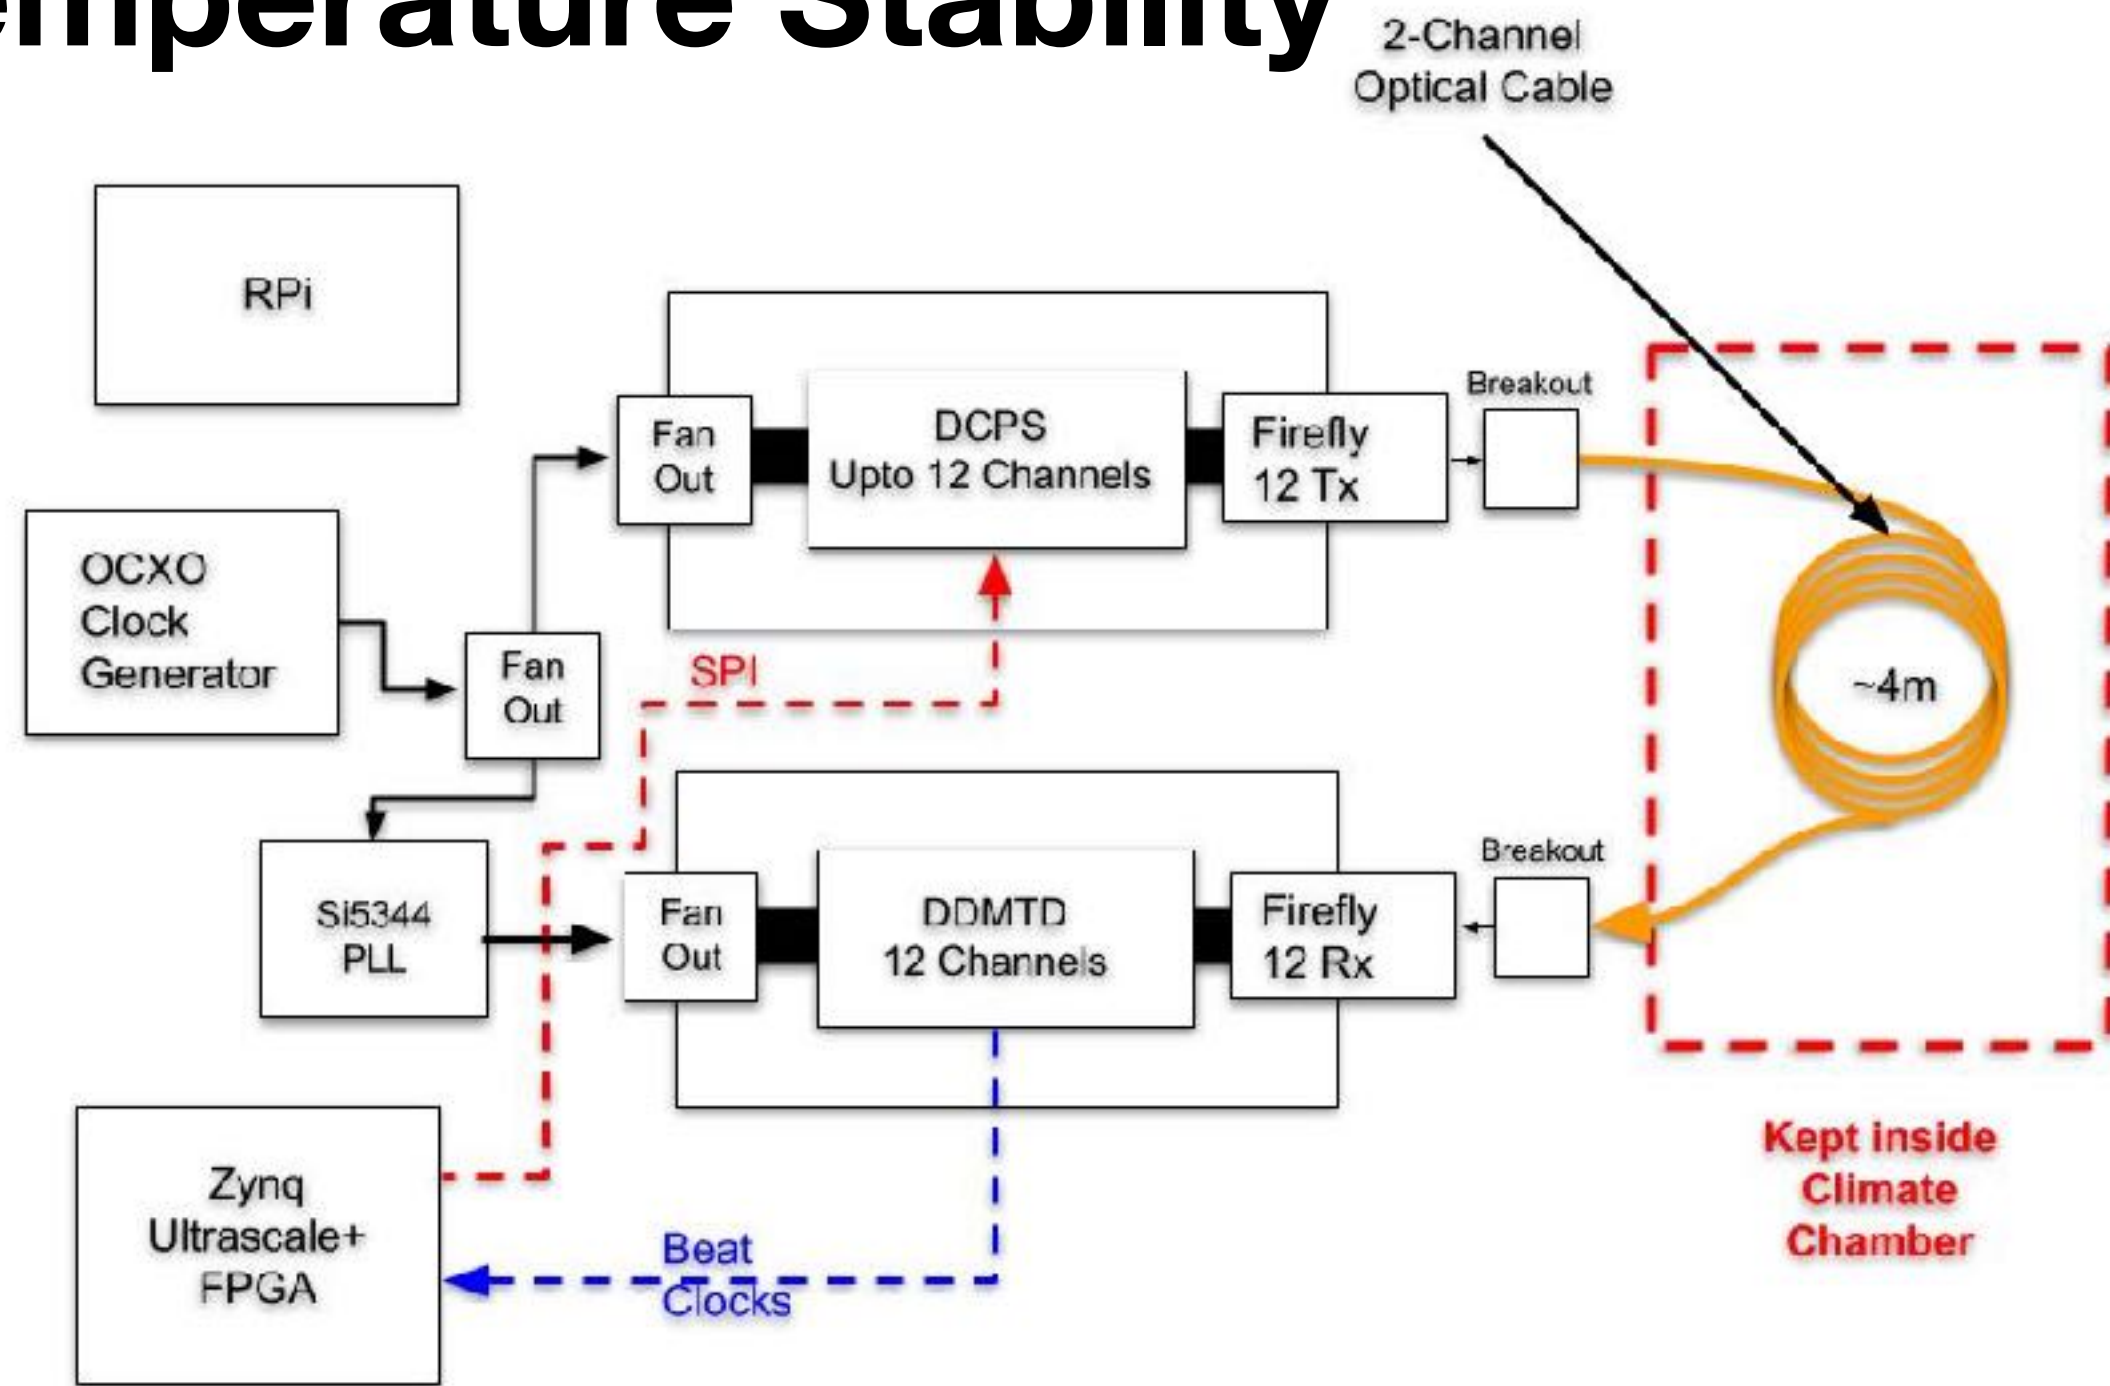 emperature Stability
2-Channel
Optical Cable
RPi
Breakout
Fan
Out
DCPS
Upto 12 Channels
Firefly
12 Tx
OCXO
Clock
Generator
Fan
Out
SPI
~4m
Breakout
Si5344
PLL
Fan
Out
DDMTD
12 Channels
Firefly
12 Rx
Kept inside
Climate
Chamber
Zynq
Ultrascale+
FPGA
Beat
Clocks